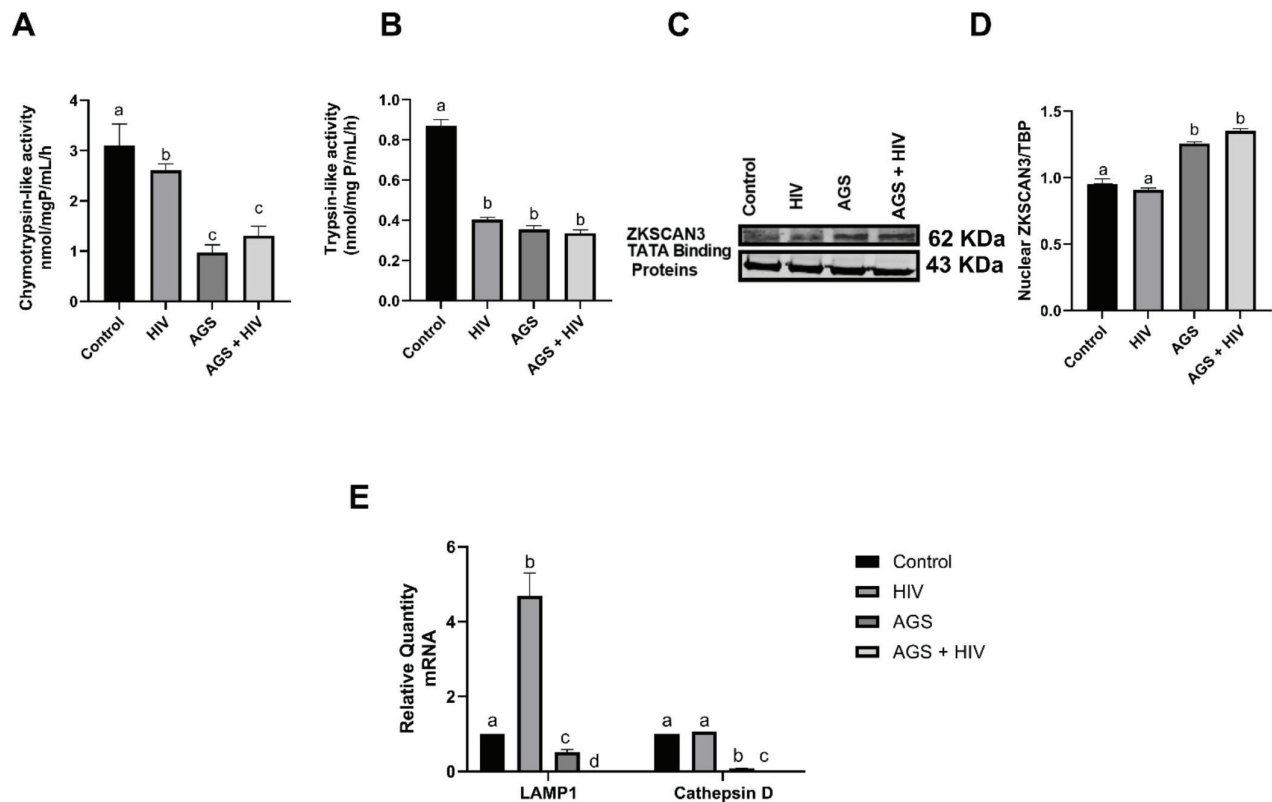 A
Chymotrypsin-like activity
nmol/mgP/mL/h
4
3
2
1
0
a
b
c
c
Control
HIV
AGS
AGS + HIV
B
Trypsin-like activity
(nmol/mg P/mL/h)
1.0
0.8
0.6
0.4
0.2
0.0
a
b
b
b
Control
HIV
AGS
AGS + HIV
C
Control
HIV
AGS
AGS + HIV
ZKSCAN3
62 KDa
TATA Binding
Proteins
43 KDa
D
Nuclear ZKSCAN3/TBP
1.5
1.0
0.5
0.0
a
a
b
b
Control
HIV
AGS
AGS + HIV
E
Relative Quantity
mRNA
6
4
2
0
a
b
c
d
a
a
b
c
LAMP1
Cathepsin D
Control
HIV
AGS
AGS + HIV